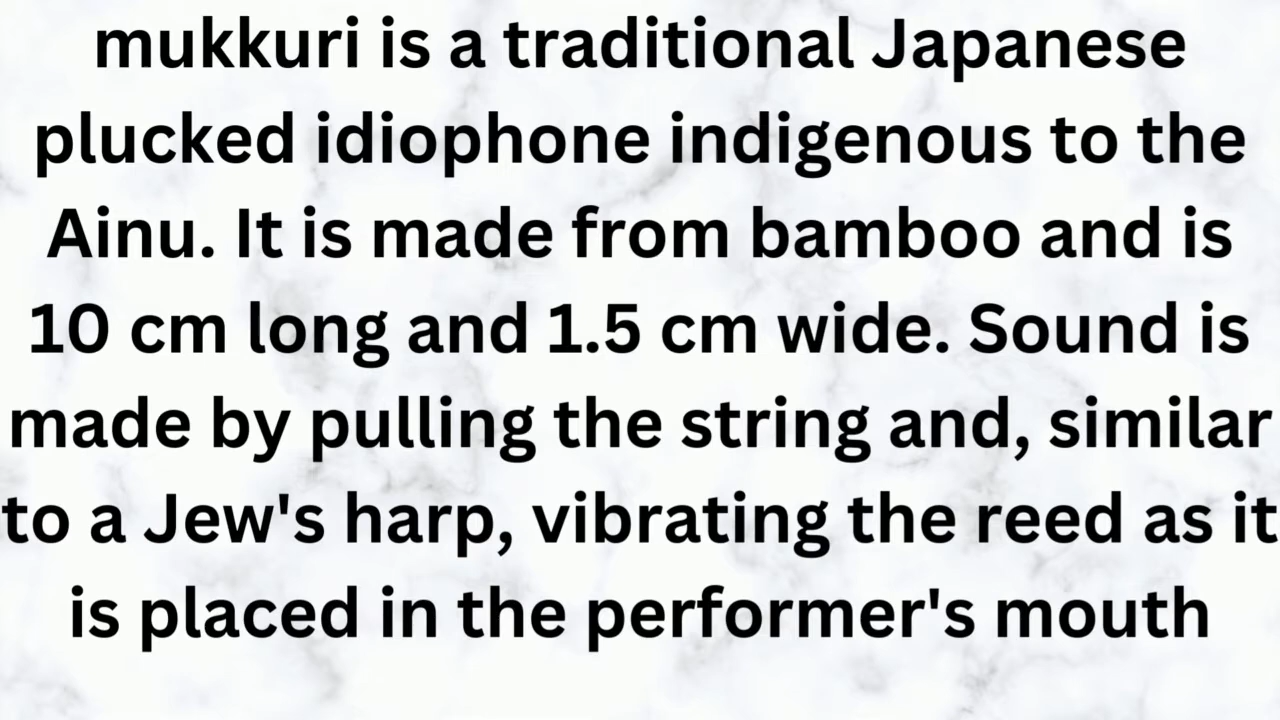 mukkuri is a traditional Japanese
plucked idiophone indigenous to the
Ainu. It is made from bamboo and is
10 cm long and 1.5 cm wide. Sound is
made by pulling the string and, similar
to a Jew's harp, vibrating the reed as it
is placed in the performer's mouth